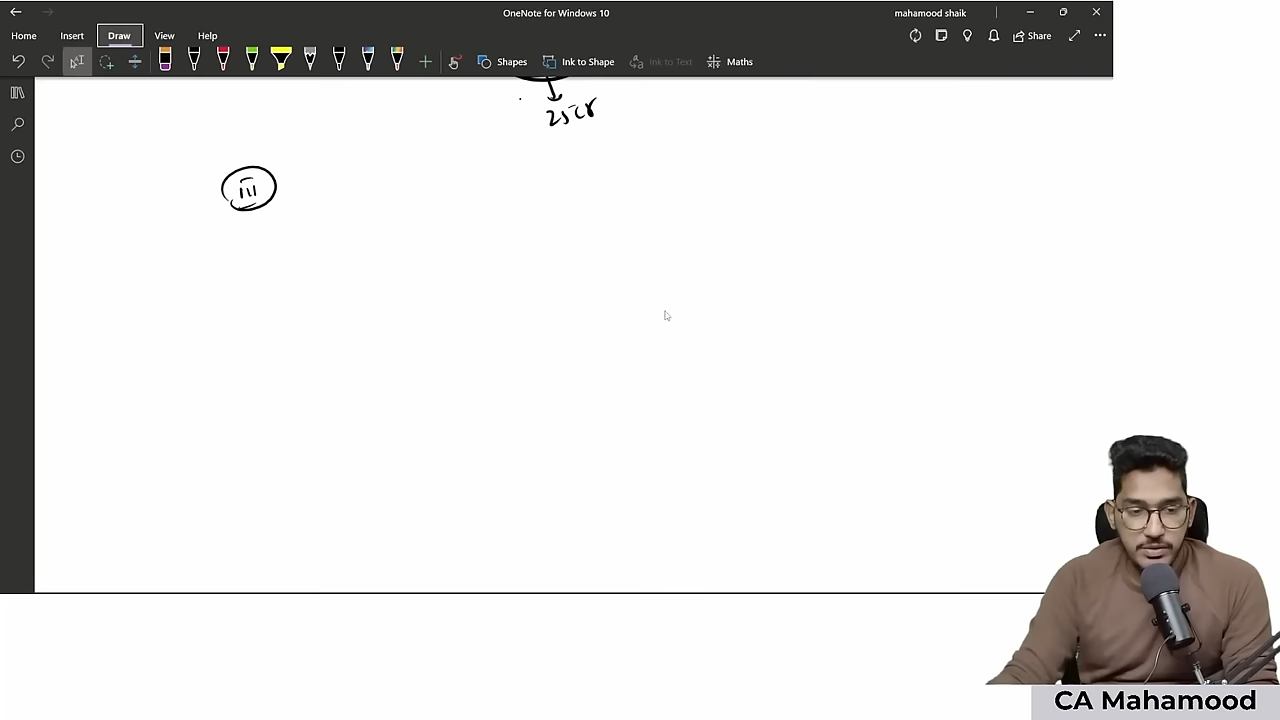 OneNote for Windows 10
mahamood shaik
Home Insert Draw View Help
Share
Shapes Ink to Shape Ink to Text Maths
25cr
III
CA Mahamood